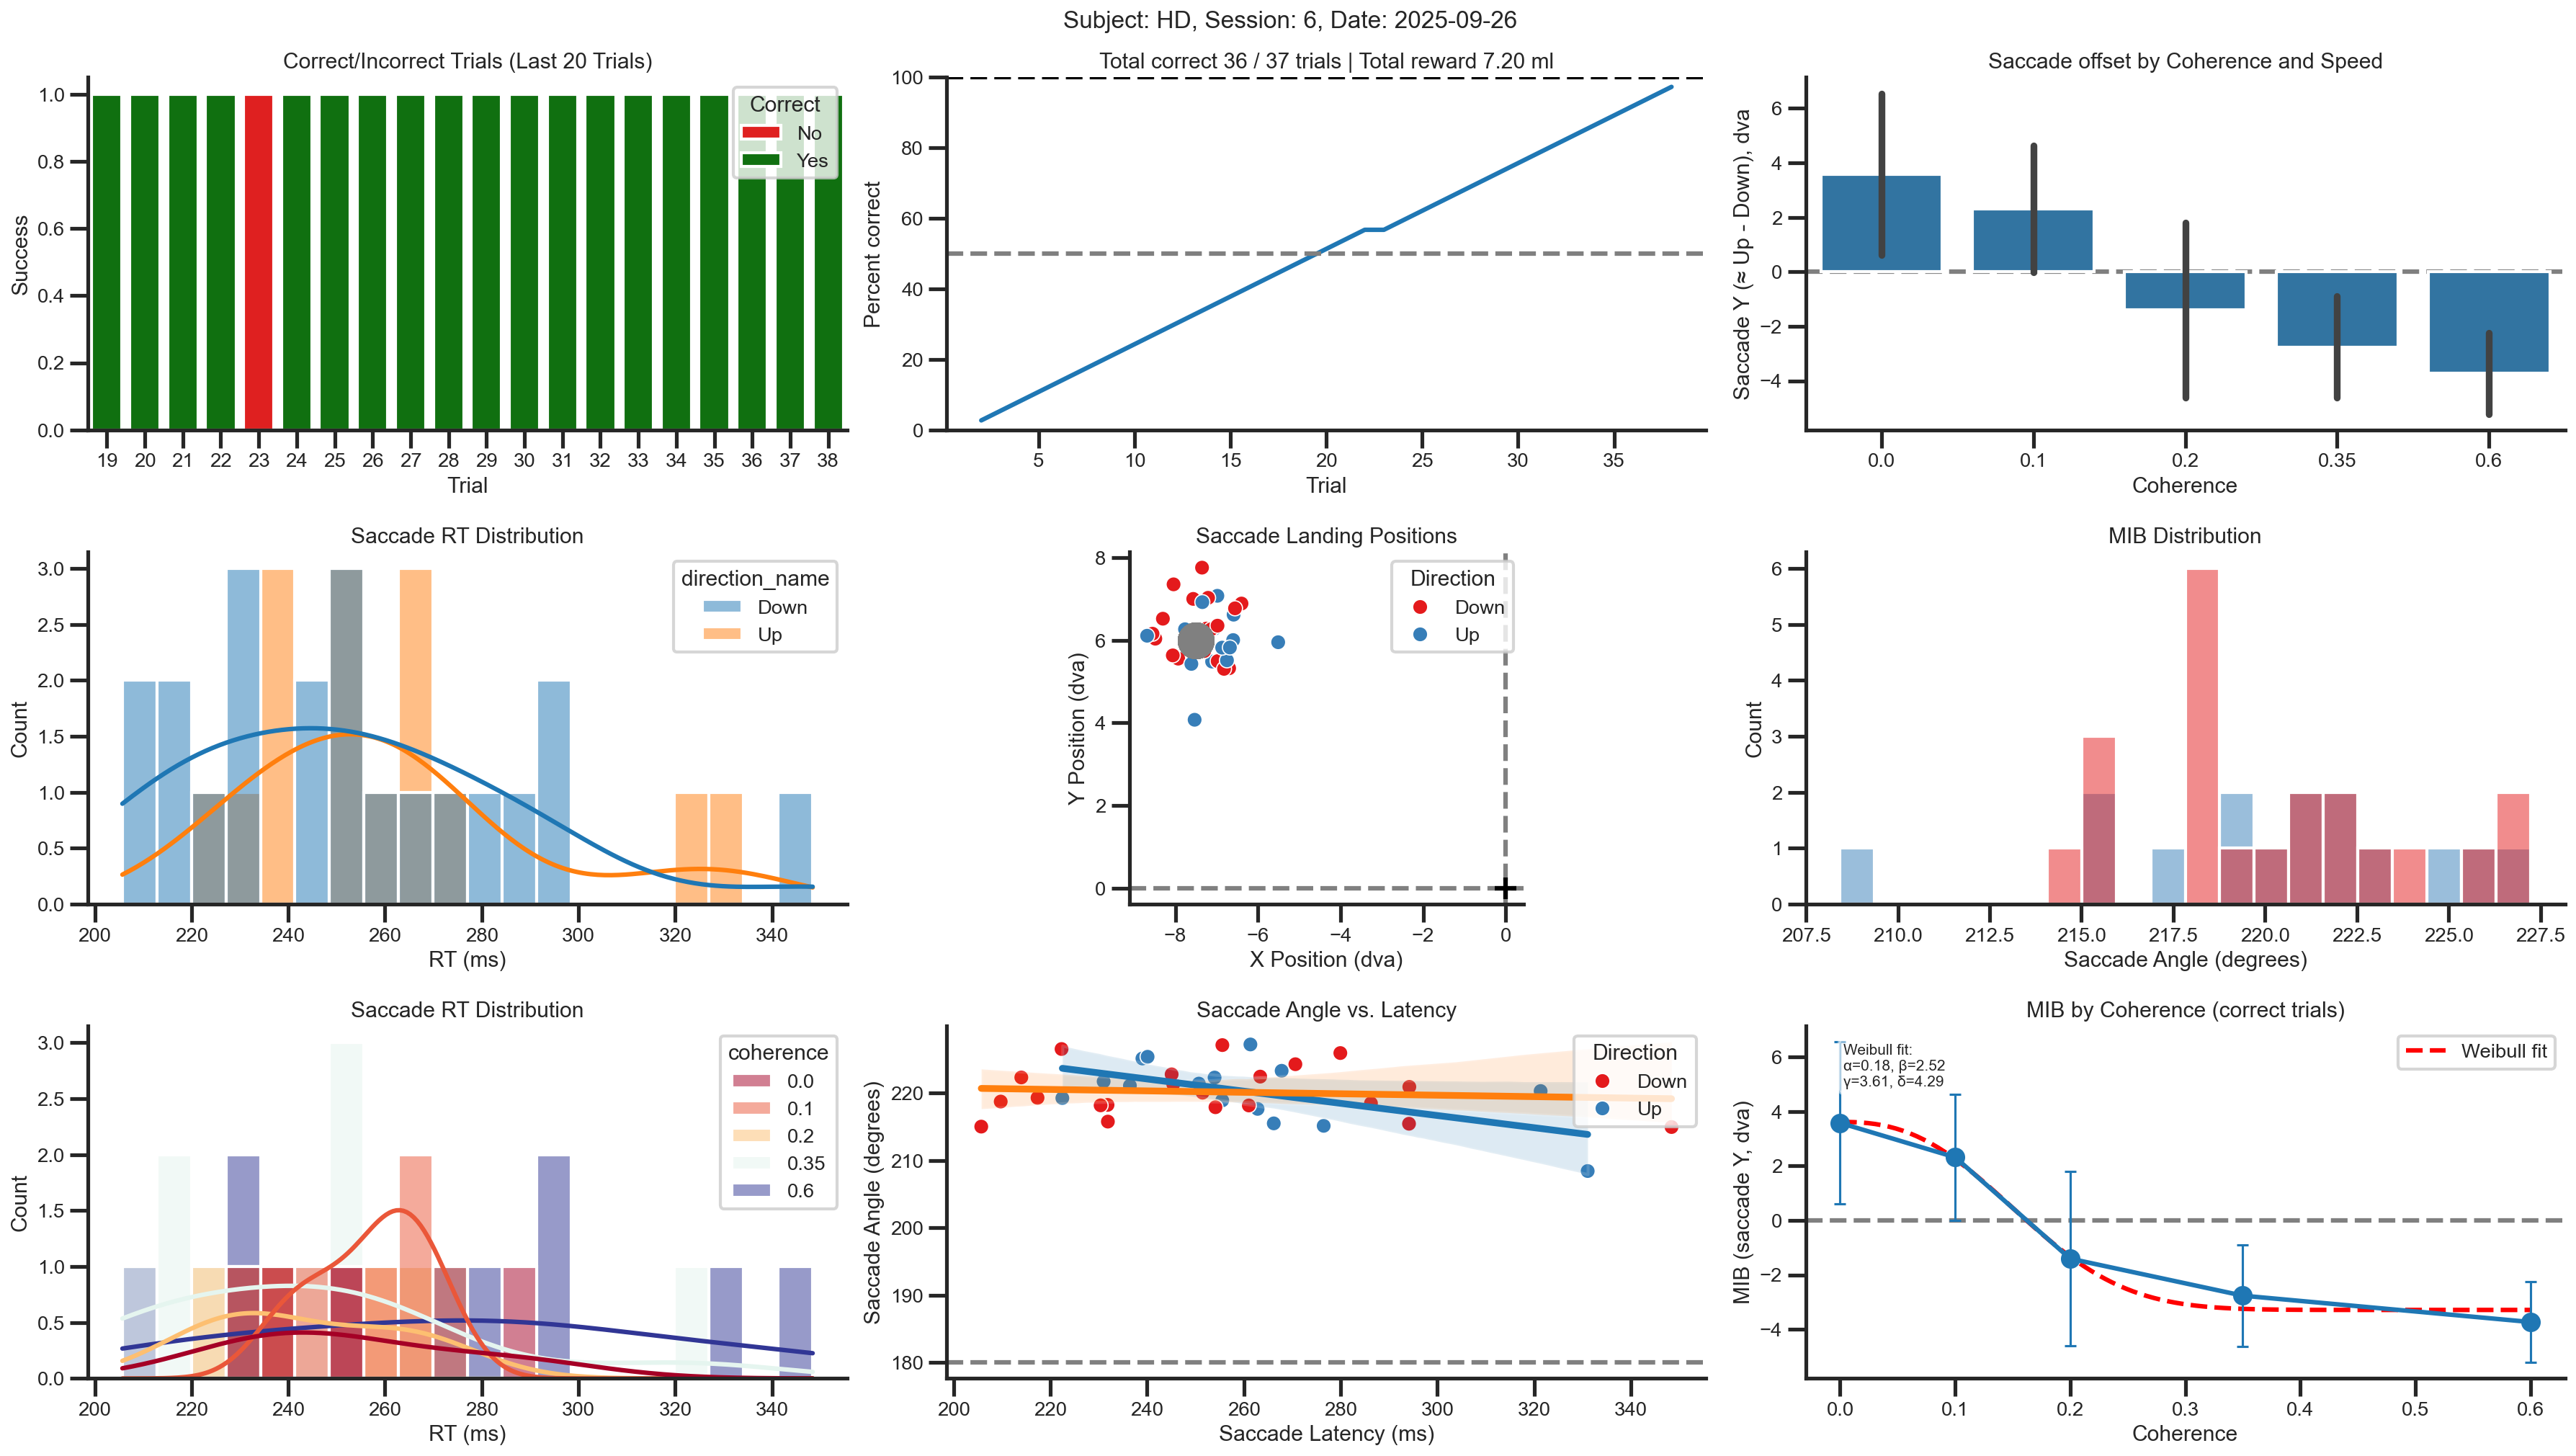 Subject: HD, Session: 6, Date: 2025-09-26
Correct/Incorrect Trials (Last 20 Trials)
Correct
No
Yes
Success
1.0
0.8
0.6
0.4
0.2
0.0
19 20 21 22 23 24 25 26 27 28 29 30 31 32 33 34 35 36 37 38
Trial
Total correct 36 / 37 trials | Total reward 7.20 ml
Percent correct
100
80
60
40
20
0
5 10 15 20 25 30 35
Trial
Saccade offset by Coherence and Speed
Saccade Y (≈ Up - Down), dva
6
4
2
0
−2
−4
0.0 0.1 0.2 0.35 0.6
Coherence
Saccade RT Distribution
direction_name
Down
Up
Count
3.0
2.5
2.0
1.5
1.0
0.5
0.0
200 220 240 260 280 300 320 340
RT (ms)
Saccade Landing Positions
Direction
Down
Up
Y Position (dva)
8
6
4
2
0
−8 −6 −4 −2 0
X Position (dva)
MIB Distribution
Count
6
5
4
3
2
1
0
207.5 210.0 212.5 215.0 217.5 220.0 222.5 225.0 227.5
Saccade Angle (degrees)
Saccade RT Distribution
coherence
0.0
0.1
0.2
0.35
0.6
Count
3.0
2.5
2.0
1.5
1.0
0.5
0.0
200 220 240 260 280 300 320 340
RT (ms)
Saccade Angle vs. Latency
Direction
Down
Up
Saccade Angle (degrees)
220
210
200
190
180
200 220 240 260 280 300 320 340
Saccade Latency (ms)
MIB by Coherence (correct trials)
Weibull fit
Weibull fit:
α=0.18, β=2.52
γ=3.61, δ=4.29
MIB (saccade Y, dva)
6
4
2
0
−2
−4
0.0 0.1 0.2 0.3 0.4 0.5 0.6
Coherence